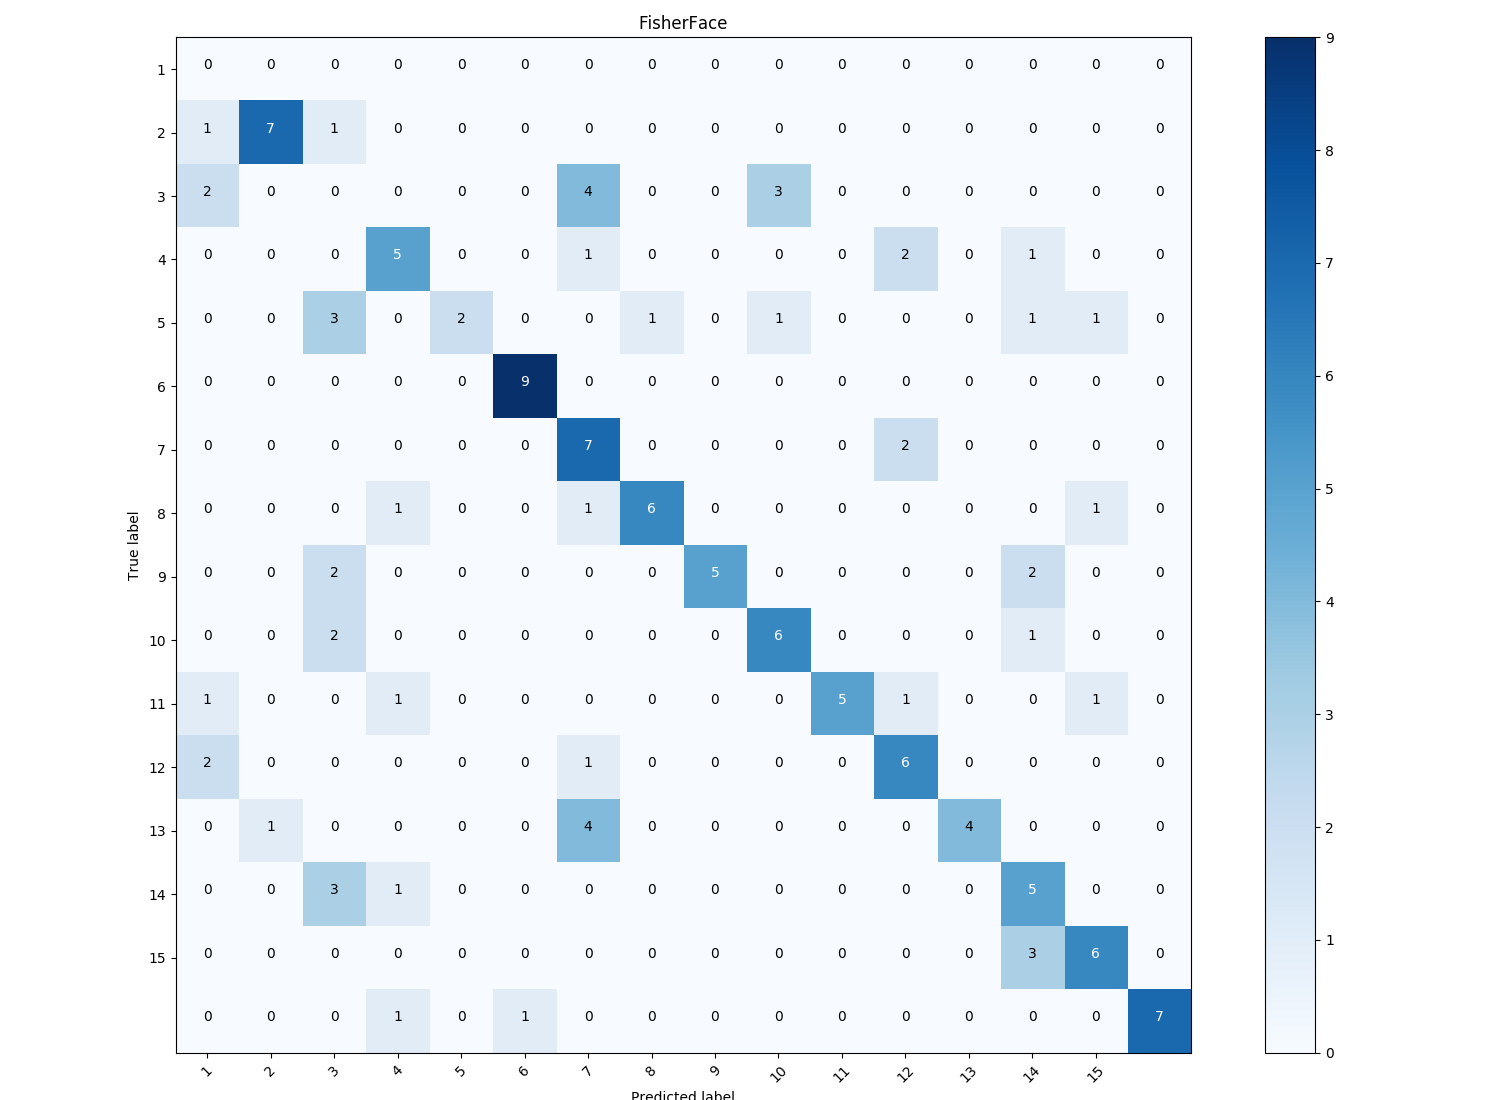 FisherFace
1 0 0 0 0 0 0 0 0 0 0 0 0 0 0 0 0
2 1 7 1 0 0 0 0 0 0 0 0 0 0 0 0 0
3 2 0 0 0 0 0 4 0 0 3 0 0 0 0 0 0
4 0 0 0 5 0 0 1 0 0 0 0 2 0 1 0 0
5 0 0 3 0 2 0 0 1 0 1 0 0 0 1 1 0
6 0 0 0 0 0 9 0 0 0 0 0 0 0 0 0 0
7 0 0 0 0 0 0 7 0 0 0 0 2 0 0 0 0
8 0 0 0 1 0 0 1 6 0 0 0 0 0 0 1 0
9 0 0 2 0 0 0 0 0 5 0 0 0 0 2 0 0
10 0 0 2 0 0 0 0 0 0 6 0 0 0 1 0 0
11 1 0 0 1 0 0 0 0 0 0 5 1 0 0 1 0
12 2 0 0 0 0 0 1 0 0 0 0 6 0 0 0 0
13 0 1 0 0 0 0 4 0 0 0 0 0 4 0 0 0
14 0 0 3 1 0 0 0 0 0 0 0 0 0 5 0 0
15 0 0 0 0 0 0 0 0 0 0 0 0 0 3 6 0
0 0 0 1 0 1 0 0 0 0 0 0 0 0 0 7
1 2 3 4 5 6 7 8 9 10 11 12 13 14 15
True label
Predicted label
9
8
7
6
5
4
3
2
1
0